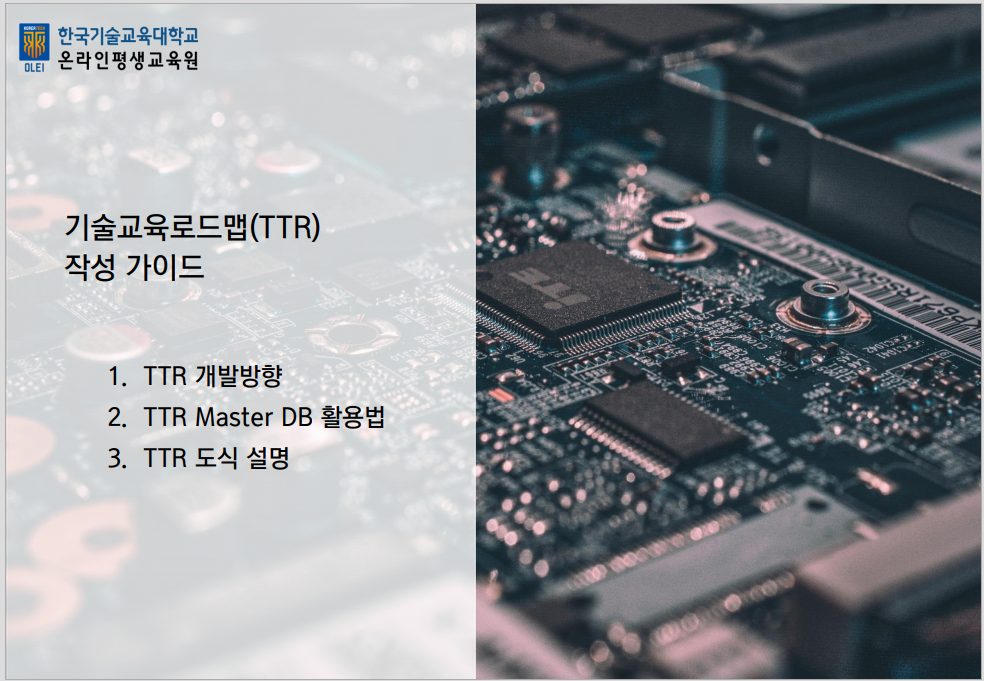 KOREATECH
한국기술교육대학교
온라인평생교육원
OLEI
기술교육로드맵(TTR)
작성 가이드
1. TTR 개발방향
2. TTR Master DB 활용법
3. TTR 도식 설명
ITE